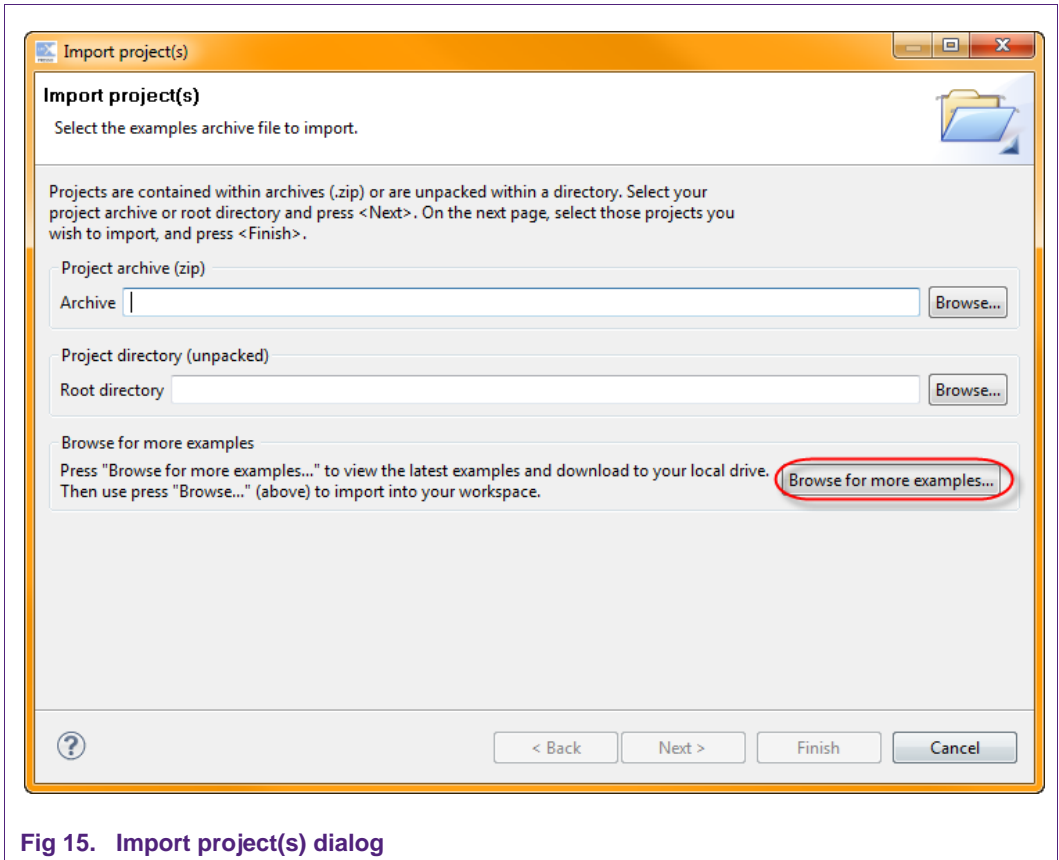 Import project(s)
Import project(s)
Select the examples archive file to import.
Projects are contained within archives (.zip) or are unpacked within a directory. Select your
project archive or root directory and press <Next>. On the next page, select those projects you
wish to import, and press <Finish>.
Project archive (zip)
Archive
Browse...
Project directory (unpacked)
Root directory
Browse...
Browse for more examples
Press "Browse for more examples..." to view the latest examples and download to your local drive.
Then use press "Browse..." (above) to import into your workspace.
Browse for more examples...
?
< Back
Next >
Finish
Cancel
Fig 15. Import project(s) dialog